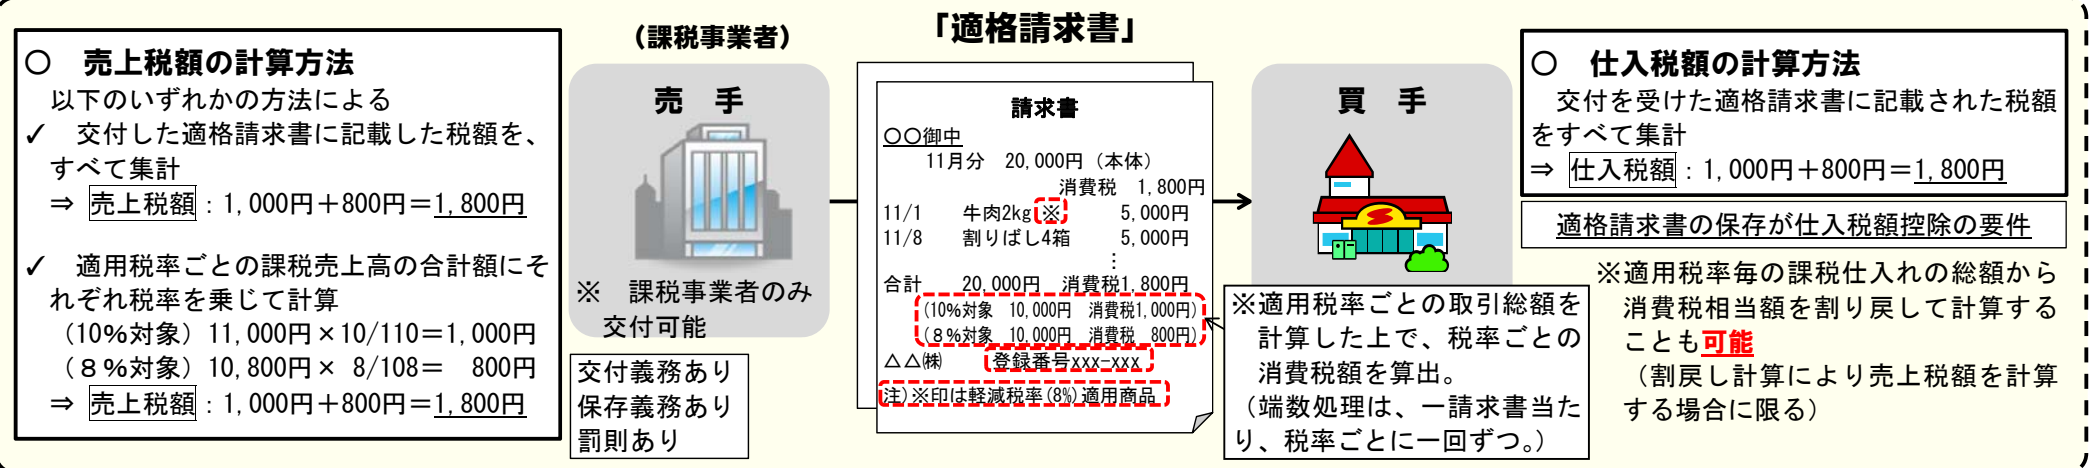 「適格請求書」
○　売上税額の計算方法
以下のいずれかの方法による
✓　交付した適格請求書に記載した税額を、
すべて集計
⇒ 売上税額：1,000円＋800円＝1,800円
✓　適用税率ごとの課税売上高の合計額にそ
れぞれ税率を乗じて計算
（10%対象）11,000円×10/110＝1,000円
（８%対象）10,800円× 8/108＝　800円
⇒ 売上税額：1,000円＋800円＝1,800円
（課税事業者）
売　手
※　課税事業者のみ
交付可能
交付義務あり
保存義務あり
罰則あり
請求書
○○御中
11月分　20,000円（本体）
消費税　1,800円
11/1　牛肉2kg ※　5,000円
11/8　割りばし4箱　5,000円
⋮
合計　20,000円　消費税1,800円
（10%対象　10,000円　消費税1,000円）
（８%対象　10,000円　消費税　800円）
△△㈱　登録番号xxx-xxx
注）※印は軽減税率(8%)適用商品
買　手
※適用税率ごとの取引総額を
計算した上で、税率ごとの
消費税額を算出。
（端数処理は、一請求書当た
り、税率ごとに一回ずつ。）
○　仕入税額の計算方法
交付を受けた適格請求書に記載された税額
をすべて集計
⇒ 仕入税額：1,000円＋800円＝1,800円
適格請求書の保存が仕入税額控除の要件
※適用税率毎の課税仕入れの総額から
消費税相当額を割り戻して計算する
ことも可能
（割戻し計算により売上税額を計算
する場合に限る）